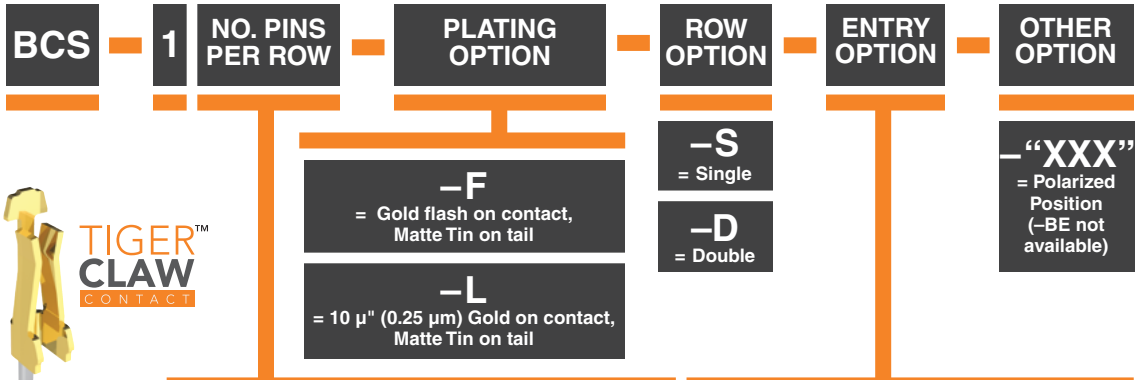 BCS
1
NO. PINS
PER ROW
PLATING
OPTION
ROW
OPTION
ENTRY
OPTION
OTHER
OPTION
–F
= Gold flash on contact,
Matte Tin on tail
–L
= 10 µ" (0.25 µm) Gold on contact,
Matte Tin on tail
–S
= Single
–D
= Double
–“XXX”
= Polarized
Position
(–BE not
available)
TIGER™
CLAW
CONTACT